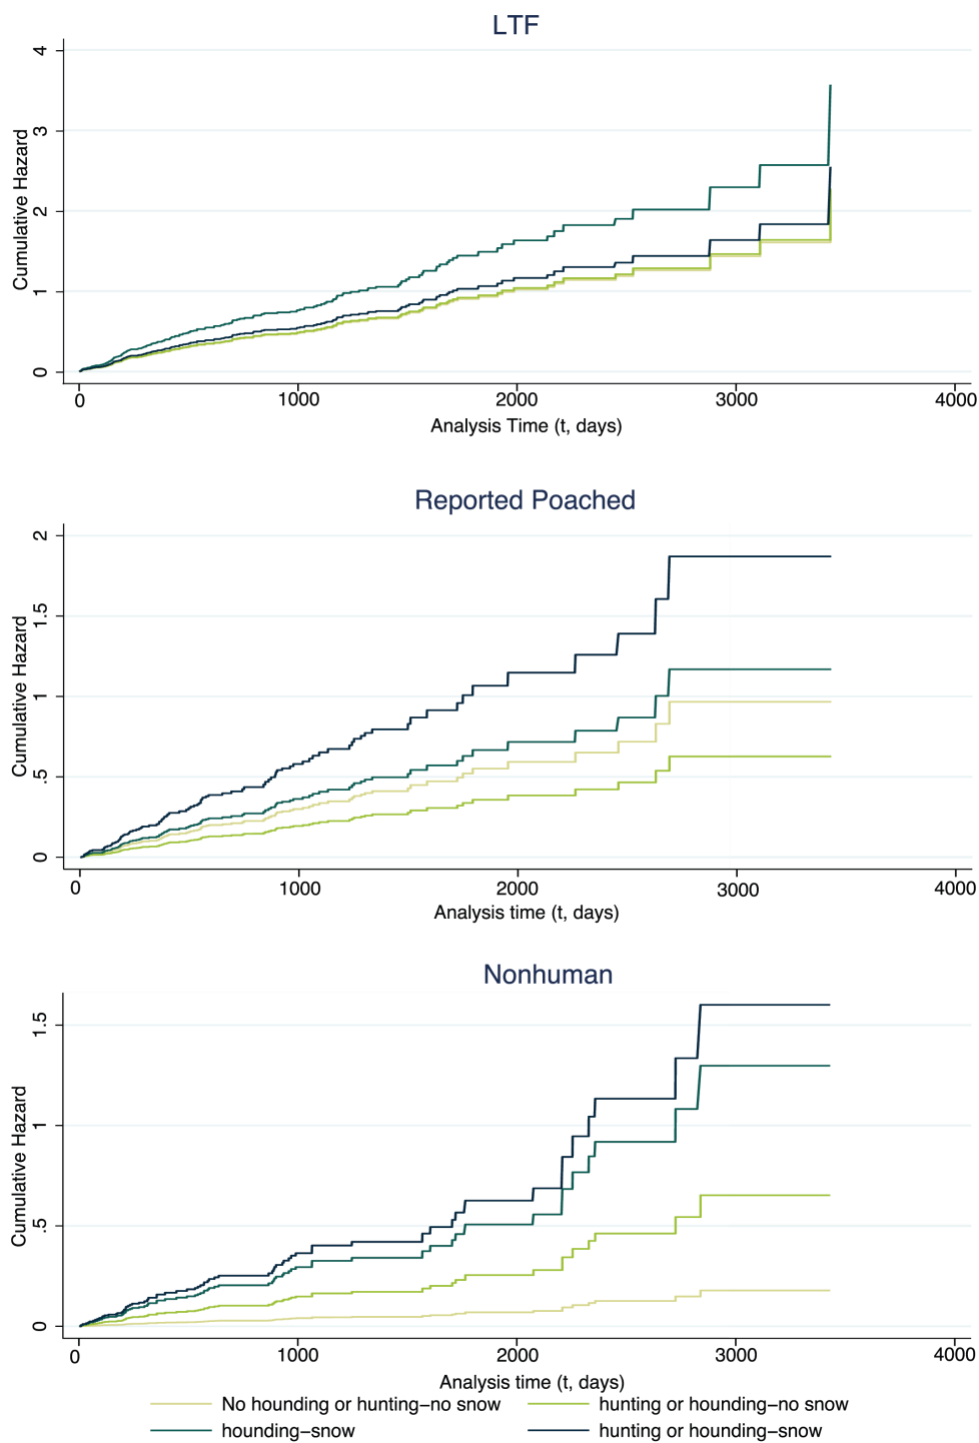 LTF
4
3
2
1
0
Cumulative Hazard
0 1000 2000 3000 4000
Analysis Time (t, days)
Reported Poached
2
1.5
1
.5
0
Cumulative Hazard
0 1000 2000 3000 4000
Analysis time (t, days)
Nonhuman
1.5
1
.5
0
Cumulative Hazard
0 1000 2000 3000 4000
Analysis time (t, days)
No hounding or hunting–no snow hunting or hounding–no snow
hounding–snow hunting or hounding–snow